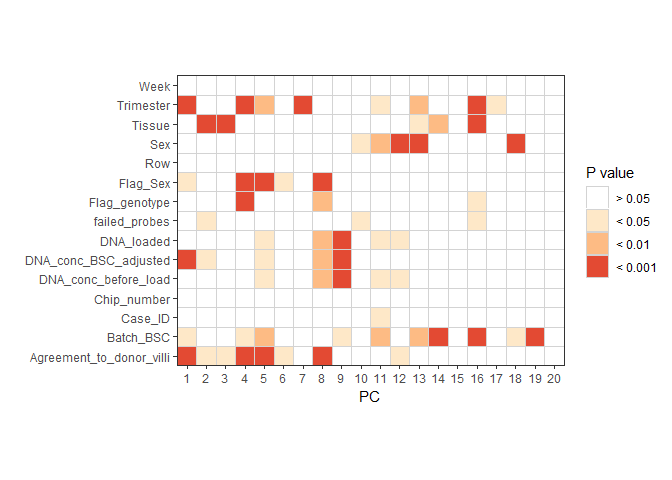 Week
Trimester
Tissue
Sex
Row
Flag_Sex
Flag_genotype
failed_probes
DNA_loaded
DNA_conc_BSC_adjusted
DNA_conc_before_load
Chip_number
Case_ID
Batch_BSC
Agreement_to_donor_villi
1 2 3 4 5 6 7 8 9 10 11 12 13 14 15 16 17 18 19 20
PC
P value
> 0.05
< 0.05
< 0.01
< 0.001